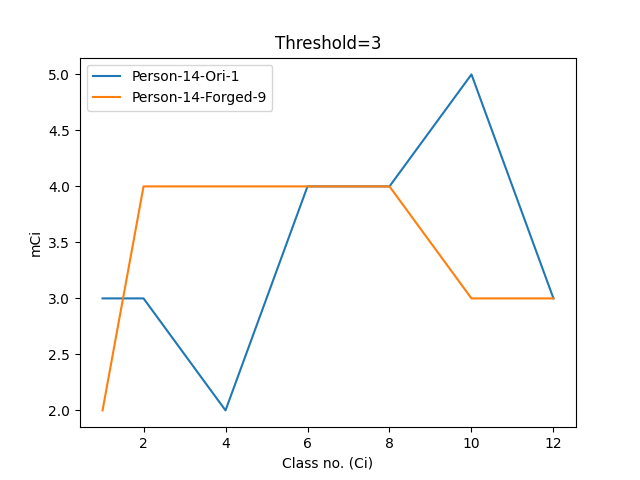 Threshold=3
Person-14-Ori-1
Person-14-Forged-9
5.0
4.5
4.0
3.5
3.0
2.5
2.0
mCi
2 4 6 8 10 12
Class no. (Ci)